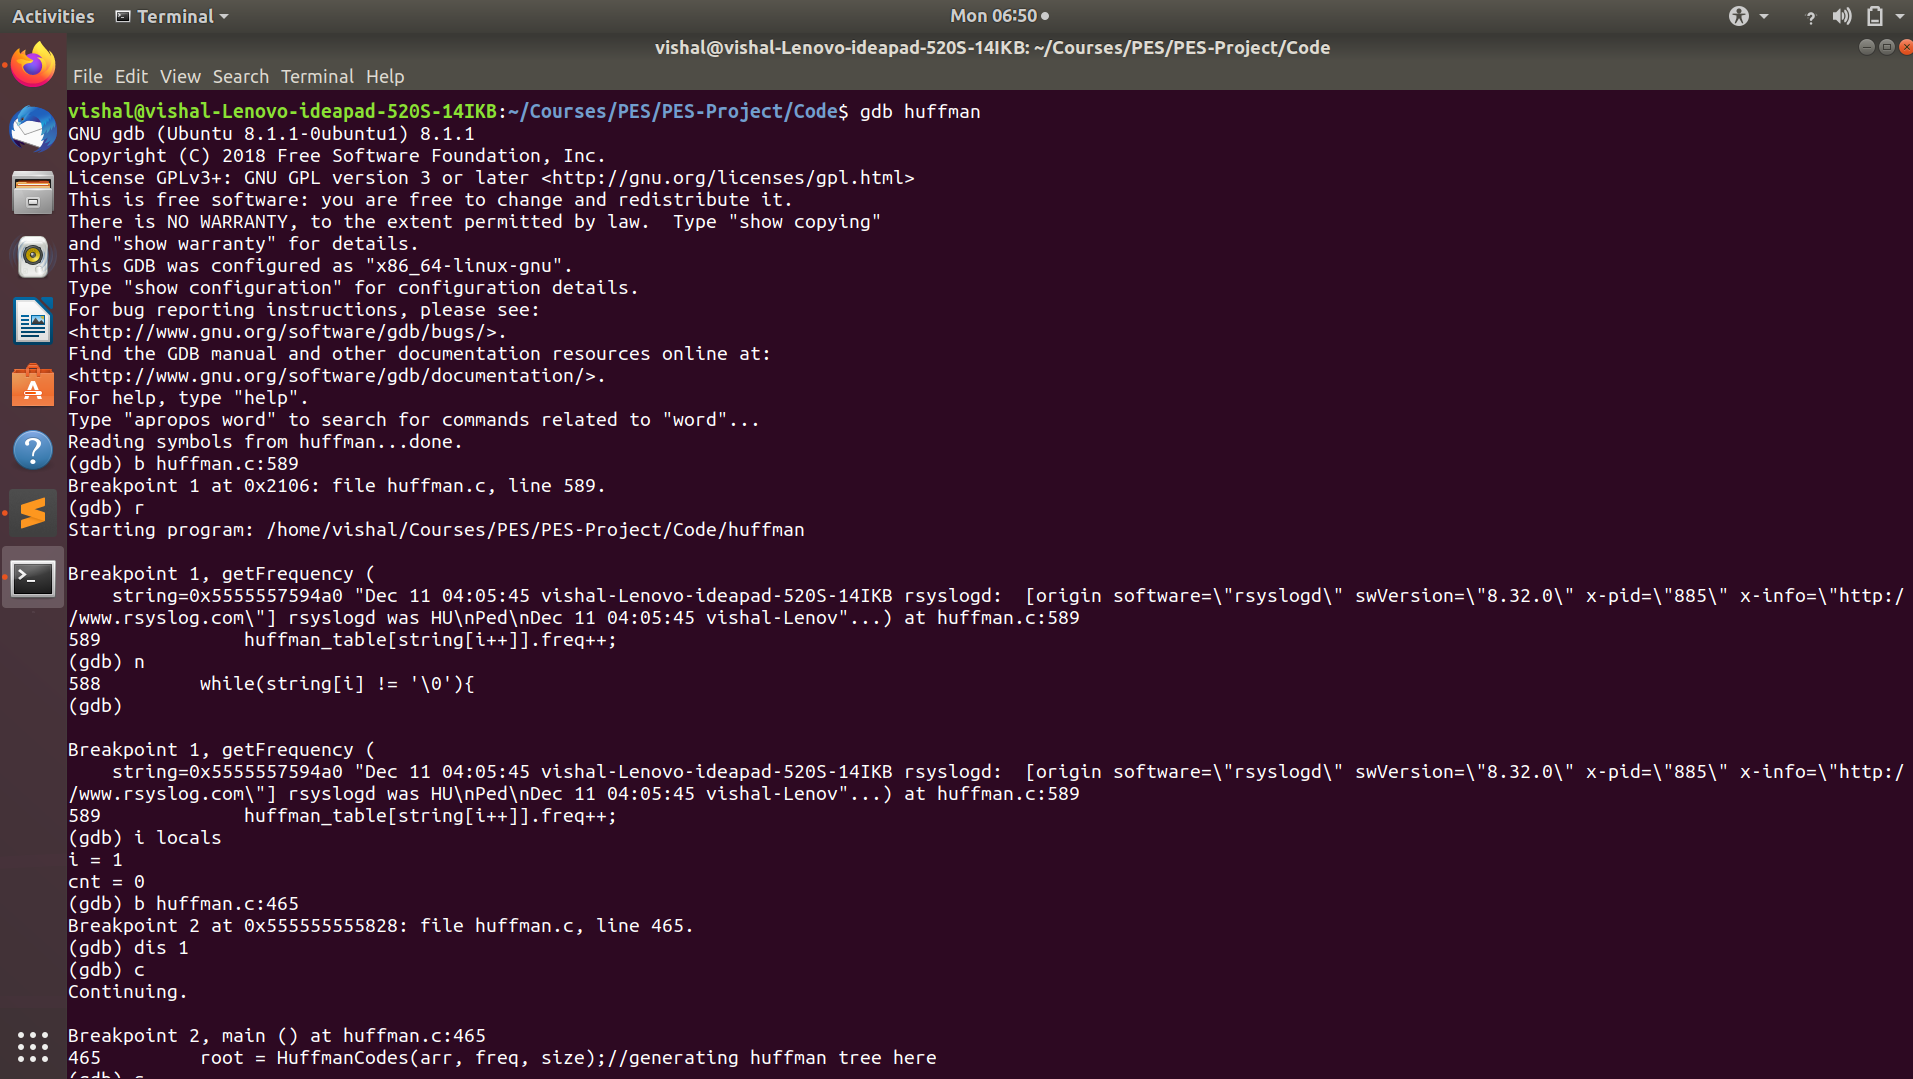 Activities Terminal Mon 06:50
vishal@vishal-Lenovo-ideapad-520S-14IKB: ~/Courses/PES/PES-Project/Code
File Edit View Search Terminal Help
vishal@vishal-Lenovo-ideapad-520S-14IKB:~/Courses/PES/PES-Project/Code$ gdb huffman
GNU gdb (Ubuntu 8.1.1-0ubuntu1) 8.1.1
Copyright (C) 2018 Free Software Foundation, Inc.
License GPLv3+: GNU GPL version 3 or later <http://gnu.org/licenses/gpl.html>
This is free software: you are free to change and redistribute it.
There is NO WARRANTY, to the extent permitted by law.  Type "show copying"
and "show warranty" for details.
This GDB was configured as "x86_64-linux-gnu".
Type "show configuration" for configuration details.
For bug reporting instructions, please see:
<http://www.gnu.org/software/gdb/bugs/>.
Find the GDB manual and other documentation resources online at:
<http://www.gnu.org/software/gdb/documentation/>.
For help, type "help".
Type "apropos word" to search for commands related to "word"...
Reading symbols from huffman...done.
(gdb) b huffman.c:589
Breakpoint 1 at 0x2106: file huffman.c, line 589.
(gdb) r
Starting program: /home/vishal/Courses/PES/PES-Project/Code/huffman
Breakpoint 1, getFrequency (
    string=0x5555557594a0 "Dec 11 04:05:45 vishal-Lenovo-ideapad-520S-14IKB rsyslogd:  [origin software=\"rsyslogd\" swVersion=\"8.32.0\" x-pid=\"885\" x-info=\"http:/
/www.rsyslog.com\"] rsyslogd was HU\nPed\nDec 11 04:05:45 vishal-Lenov"...) at huffman.c:589
589             huffman_table[string[i++]].freq++;
(gdb) n
588         while(string[i] != '\0'){
(gdb)
Breakpoint 1, getFrequency (
    string=0x5555557594a0 "Dec 11 04:05:45 vishal-Lenovo-ideapad-520S-14IKB rsyslogd:  [origin software=\"rsyslogd\" swVersion=\"8.32.0\" x-pid=\"885\" x-info=\"http:/
/www.rsyslog.com\"] rsyslogd was HU\nPed\nDec 11 04:05:45 vishal-Lenov"...) at huffman.c:589
589             huffman_table[string[i++]].freq++;
(gdb) i locals
i = 1
cnt = 0
(gdb) b huffman.c:465
Breakpoint 2 at 0x555555555828: file huffman.c, line 465.
(gdb) dis 1
(gdb) c
Continuing.
Breakpoint 2, main () at huffman.c:465
465         root = HuffmanCodes(arr, freq, size);//generating huffman tree here
(gdb)